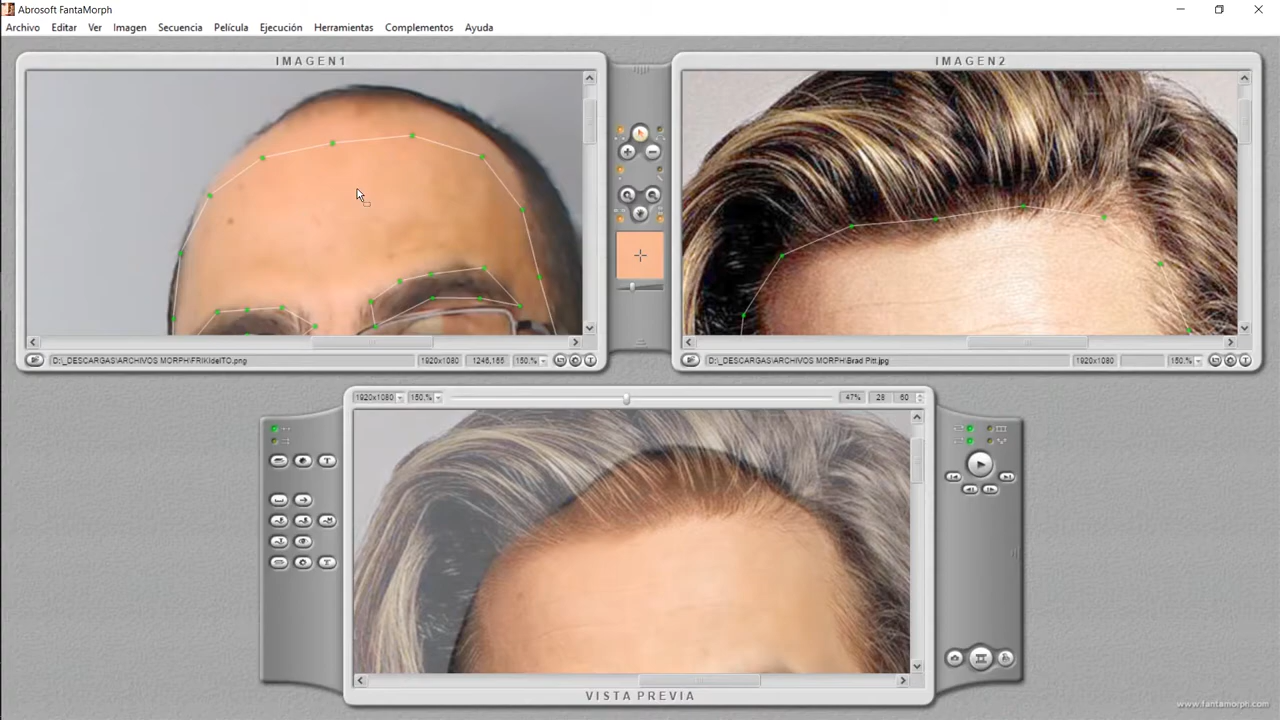 Abrosoft FantaMorph
Archivo Editar Ver Imagen Secuencia Película Ejecución Herramientas Complementos Ayuda
IMAGEN1
IMAGEN2
D:\_DESCARGAS\ARCHIVOS MORPH\FRIKIdelTO.png 1920x1080 1246,155 150.%
D:\_DESCARGAS\ARCHIVOS MORPH\Brad Pitt.jpg 1920x1080 150.%
1920x1080 150.% 47% 28 60
VISTA PREVIA
www.fantamorph.com